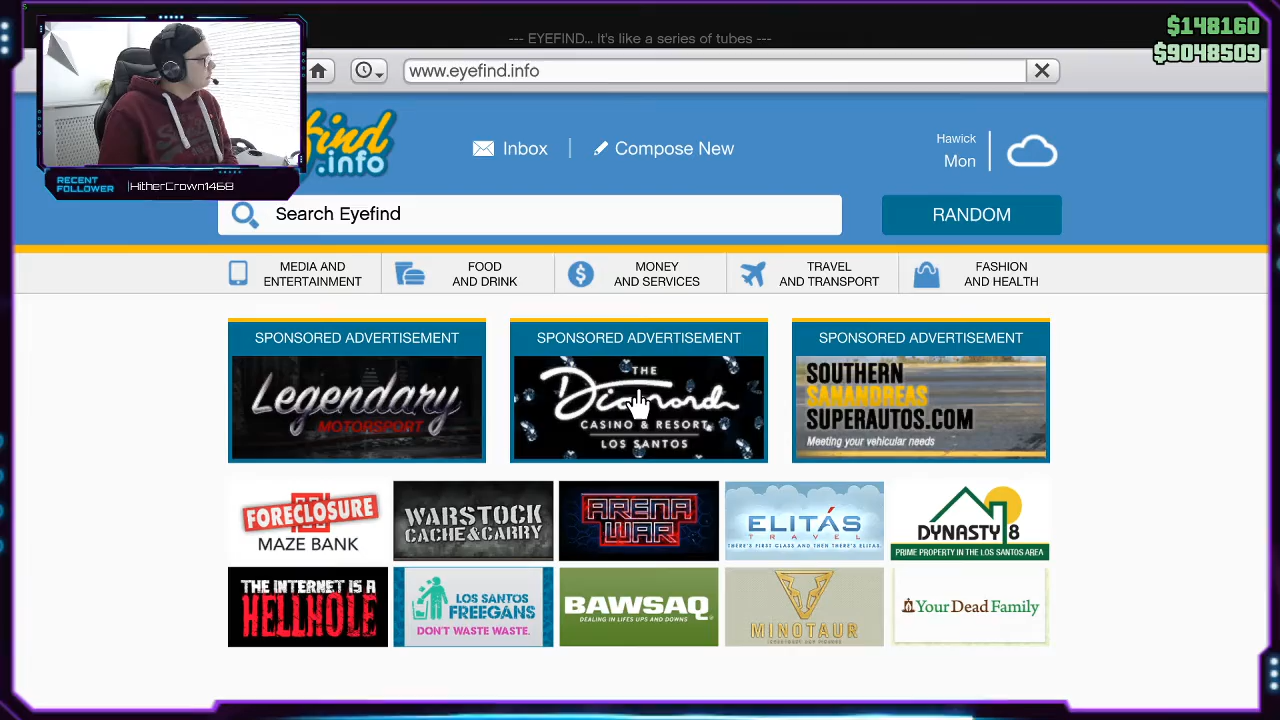 $148160
$9048509
--- EYEFIND... It's like a series of tubes ---
www.eyefind.info
find
.info
Inbox
Compose New
Hawick
Mon
RECENT
FOLLOWER
HitherCrown1468
Search Eyefind
RANDOM
MEDIA AND
ENTERTAINMENT
FOOD
AND DRINK
MONEY
AND SERVICES
TRAVEL
AND TRANSPORT
FASHION
AND HEALTH
SPONSORED ADVERTISEMENT
Legendary
MOTORSPORT
SPONSORED ADVERTISEMENT
THE
Diamond
CASINO & RESORT
LOS SANTOS
SPONSORED ADVERTISEMENT
SOUTHERN
SANANDREAS
SUPERAUTOS.COM
Meeting your vehicular needs
FORECLOSURE
MAZE BANK
WARSTOCK
CACHE&CARRY
ARENA
WAR
ELITÁS
TRAVEL
THERE'S FIRST CLASS AND THEN THERE'S ELITÁS.
DYNASTY 8
PRIME PROPERTY IN THE LOS SANTOS AREA
THE INTERNET IS A
HELLHOLE
LOS SANTOS
FREEGANS
DON'T WASTE WASTE.
BAWSAQ
DEALING IN LIFES UPS AND DOWNS
MINOTAUR
YourDeadFamily